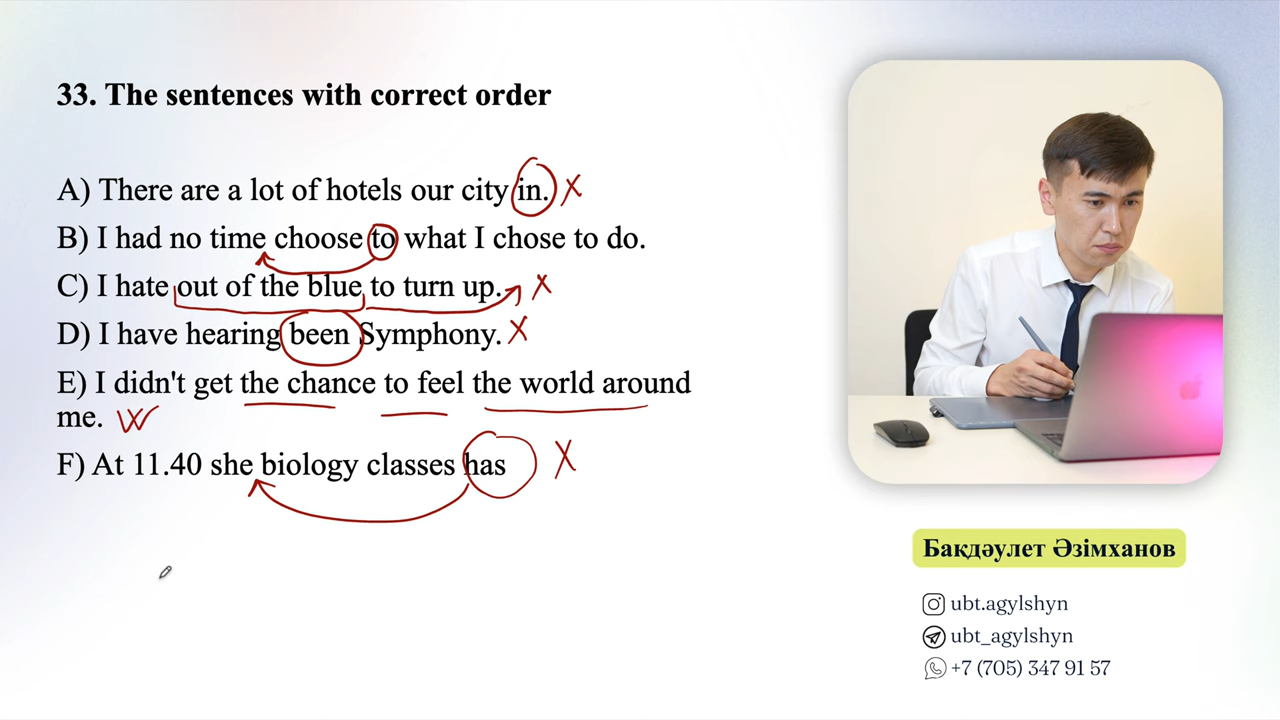 33. The sentences with correct order
A) There are a lot of hotels our city in. X
B) I had no time choose to what I chose to do.
C) I hate out of the blue to turn up. X
D) I have hearing been Symphony. X
E) I didn't get the chance to feel the world around
me.
F) At 11.40 she biology classes has X
Бақдәулет Әзімханов
ubt.agylshyn
ubt_agylshyn
+7 (705) 347 91 57